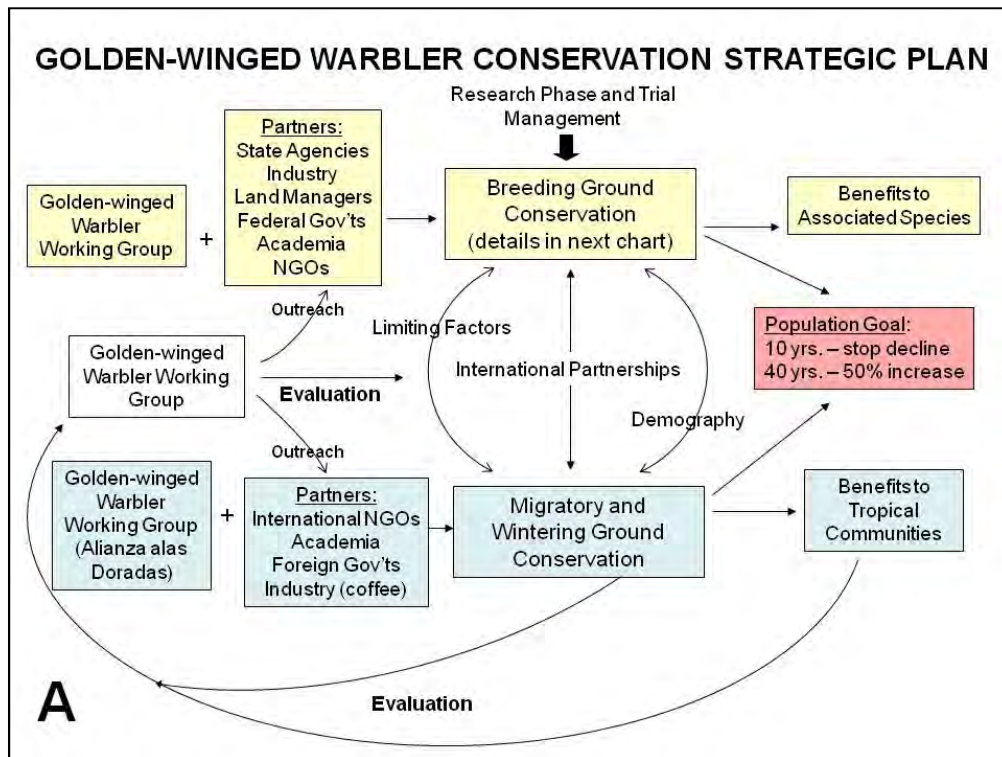 GOLDEN-WINGED WARBLER CONSERVATION STRATEGIC PLAN
Research Phase and Trial
Management
Golden-winged
Warbler
Working Group
+
Partners:
State Agencies
Industry
Land Managers
Federal Gov'ts
Academia
NGOs
Breeding Ground
Conservation
(details in next chart)
Benefits to
Associated Species
Outreach
Limiting Factors
Population Goal:
10 yrs. – stop decline
40 yrs. – 50% increase
Golden-winged
Warbler Working
Group
Evaluation
International Partnerships
Demography
Outreach
Golden-winged
Warbler
Working Group
(Alianza alas
Doradas)
+
Partners:
International NGOs
Academia
Foreign Gov'ts
Industry (coffee)
Migratory and
Wintering Ground
Conservation
Benefits to
Tropical
Communities
Evaluation
A